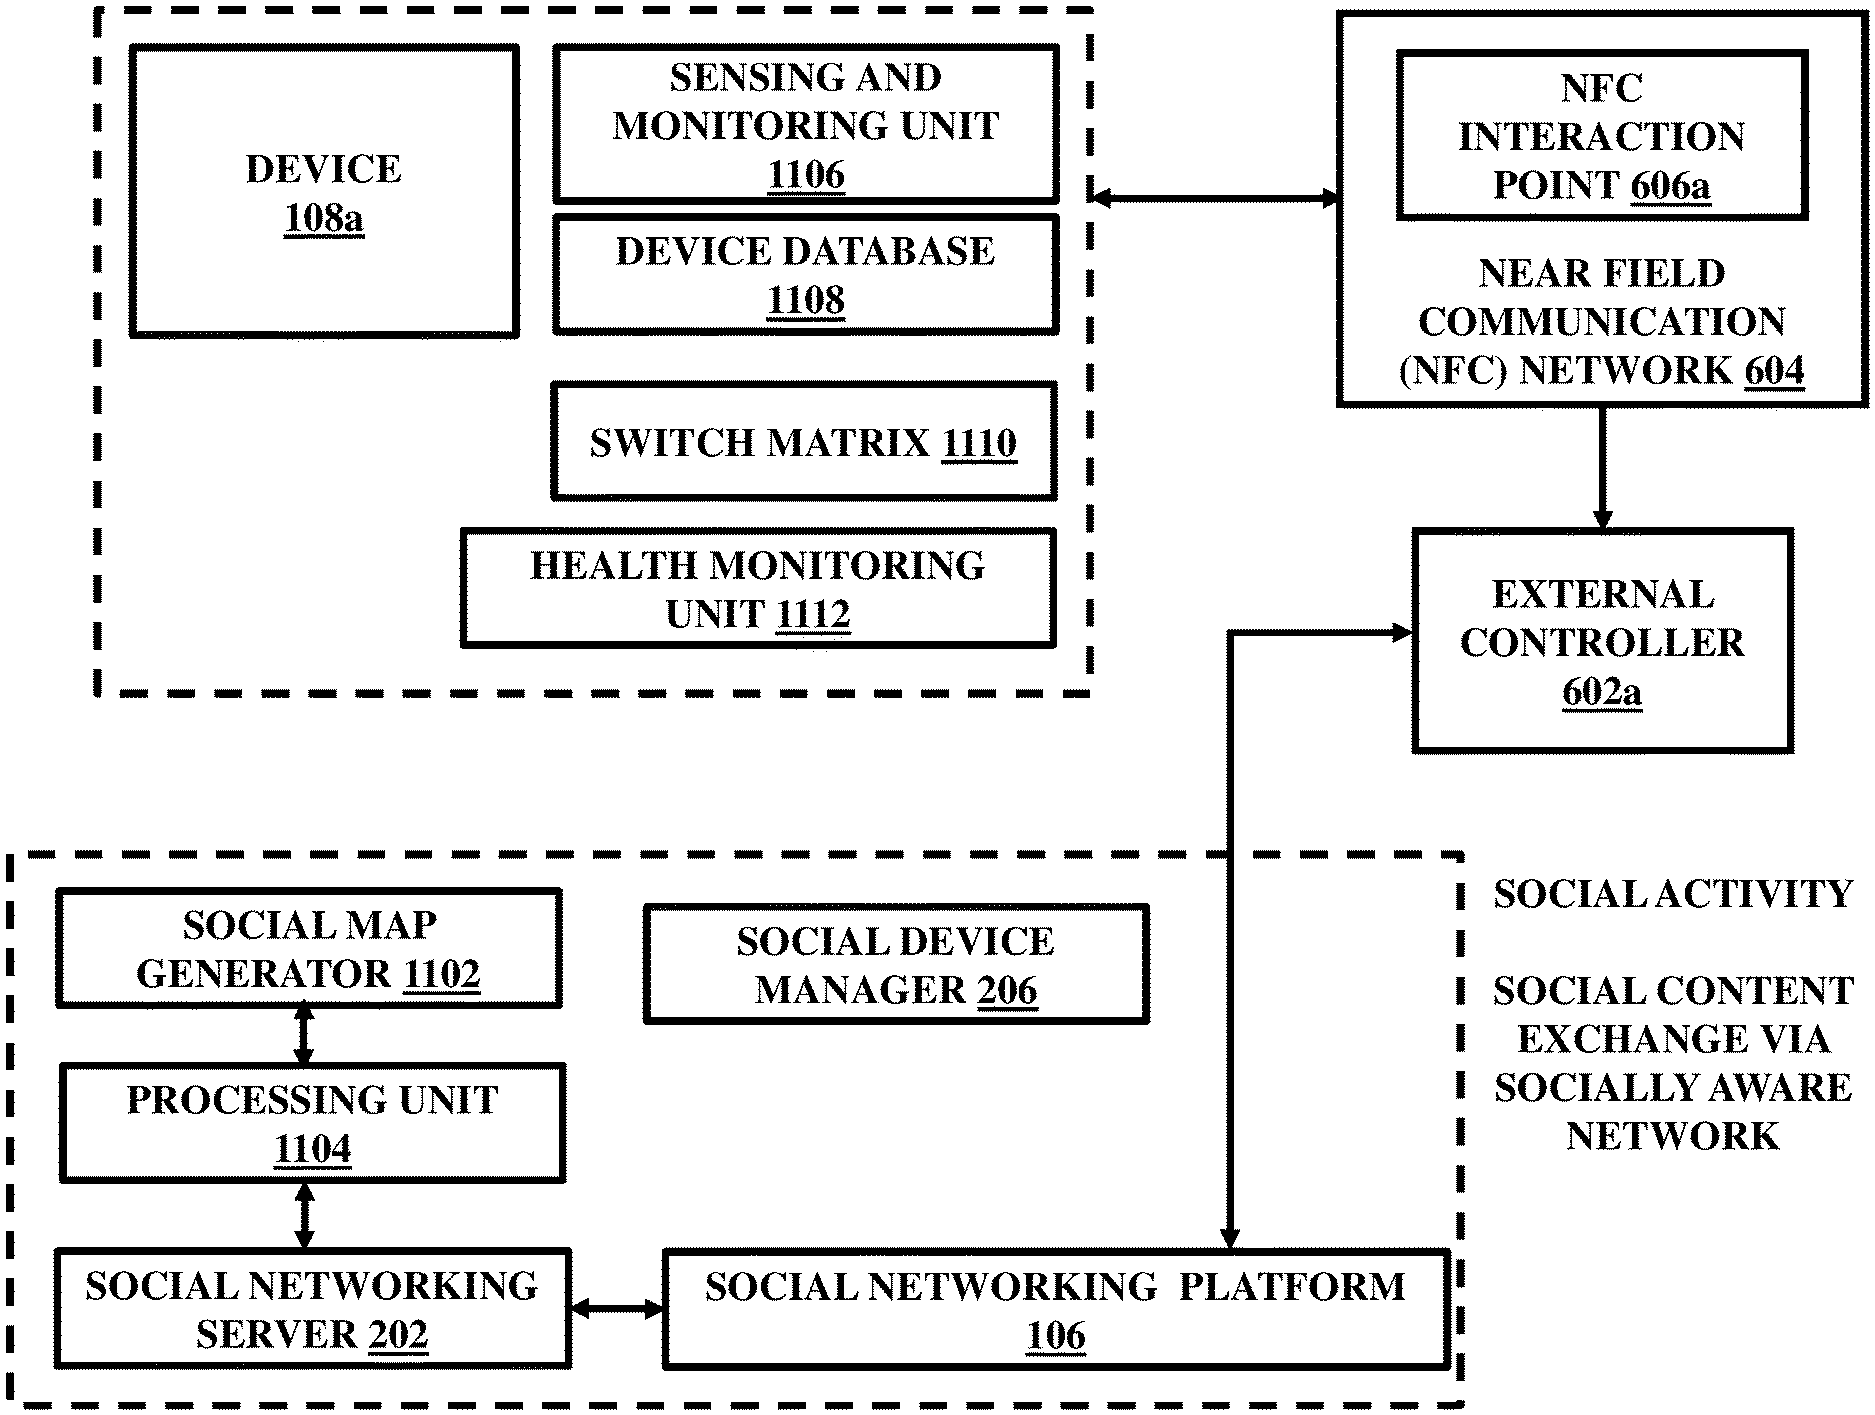 DEVICE
108a
SENSING AND
MONITORING UNIT
1106
DEVICE DATABASE
1108
SWITCH MATRIX 1110
HEALTH MONITORING
UNIT 1112
NFC
INTERACTION
POINT 606a
NEAR FIELD
COMMUNICATION
(NFC) NETWORK 604
EXTERNAL
CONTROLLER
602a
SOCIAL MAP
GENERATOR 1102
SOCIAL DEVICE
MANAGER 206
PROCESSING UNIT
1104
SOCIAL NETWORKING
SERVER 202
SOCIAL NETWORKING PLATFORM
106
SOCIAL ACTIVITY
SOCIAL CONTENT
EXCHANGE VIA
SOCIALLY AWARE
NETWORK